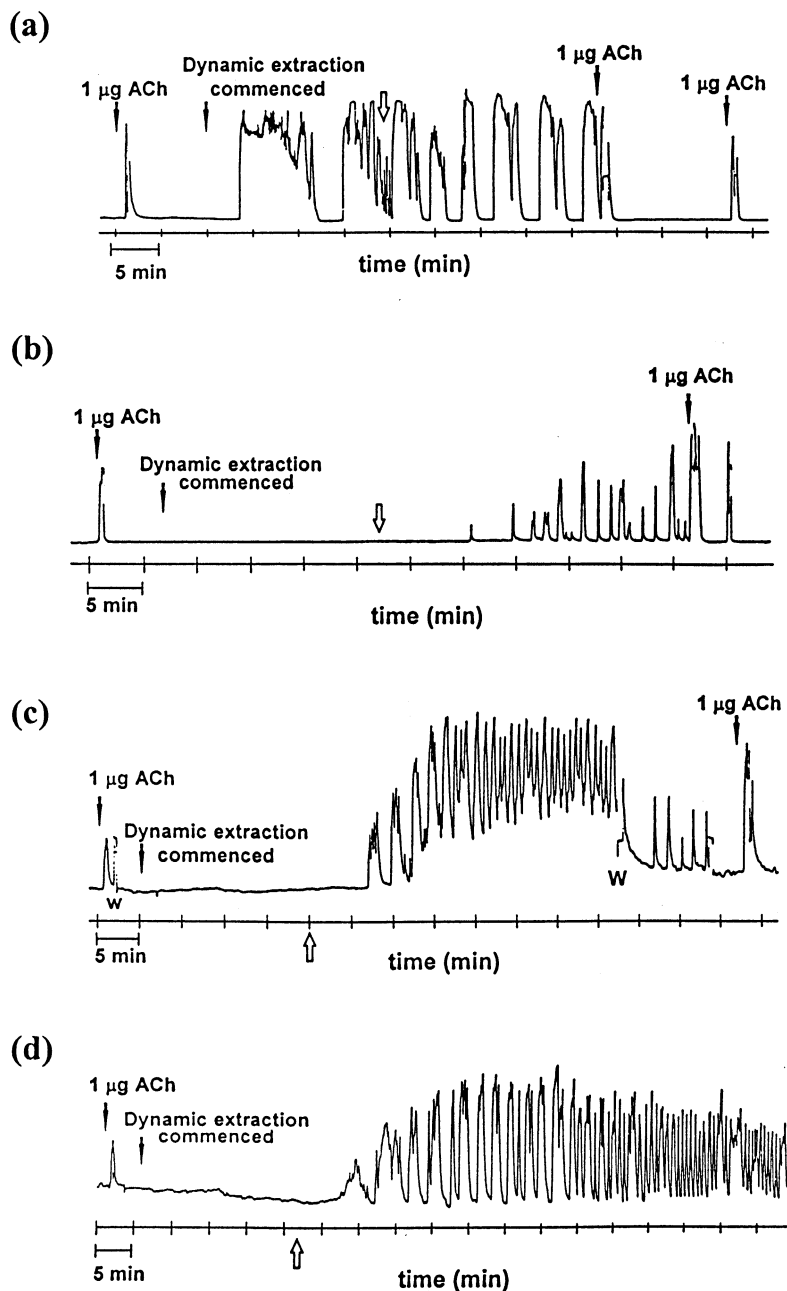 (a)
1 μg ACh
Dynamic extraction
commenced
1 μg ACh
1 μg ACh
5 min
time (min)
(b)
1 μg ACh
Dynamic extraction
commenced
1 μg ACh
5 min
time (min)
(c)
1 μg ACh
Dynamic extraction
commenced
1 μg ACh
W
W
5 min
time (min)
(d)
1 μg ACh
Dynamic extraction
commenced
5 min
time (min)